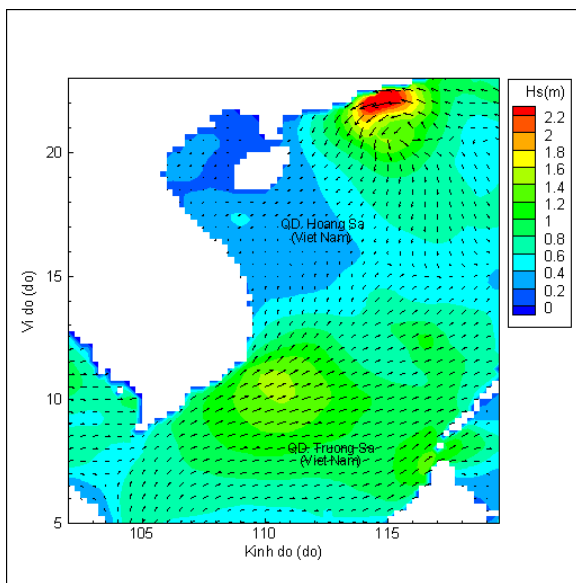 Hs(m)
2.2
2
1.8
1.6
1.4
1.2
1
0.8
0.6
0.4
0.2
0
20
15
10
5
Vi do (do)
QD. Hoang Sa
(Viet Nam)
QD. Truong Sa
(Viet Nam)
105
110
115
Kinh do (do)